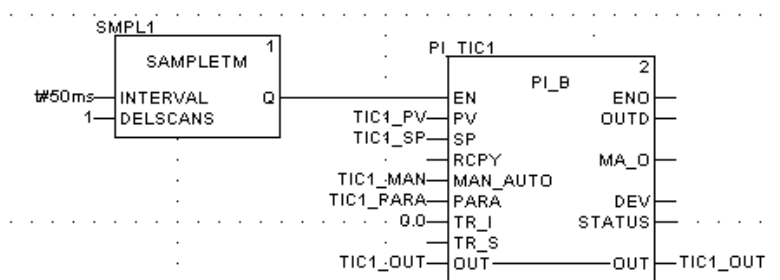 SMPL1
1
SAMPLETM
t#50ms INTERVAL Q
1 DELSCANS
PI_TIC1
2
PI_B
EN ENO
TIC1_PV PV OUTD
TIC1_SP SP
RCPY MA_O
TIC1_MAN MAN_AUTO
TIC1_PARA PARA DEV
0.0 TR_I STATUS
TR_S
TIC1_OUT OUT OUT TIC1_OUT